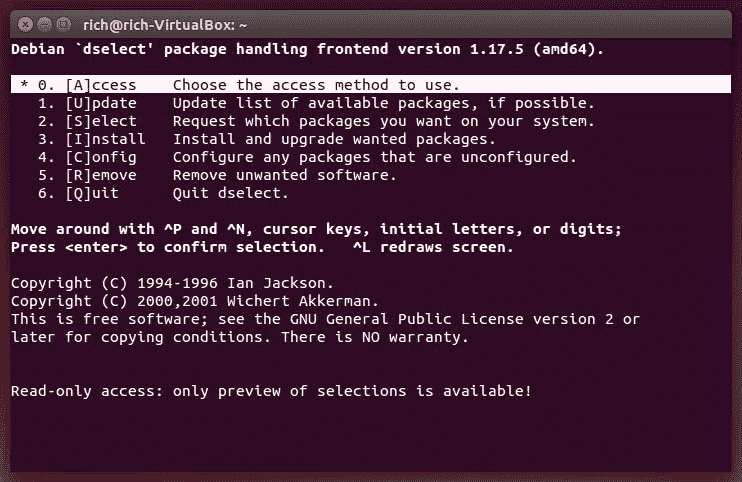 rich@rich-VirtualBox: ~
Debian `dselect' package handling frontend version 1.17.5 (amd64).
* 0. [A]ccess    Choose the access method to use.
1. [U]pdate    Update list of available packages, if possible.
2. [S]elect    Request which packages you want on your system.
3. [I]nstall   Install and upgrade wanted packages.
4. [C]onfig    Configure any packages that are unconfigured.
5. [R]emove    Remove unwanted software.
6. [Q]uit      Quit dselect.
Move around with ^P and ^N, cursor keys, initial letters, or digits;
Press <enter> to confirm selection.   ^L redraws screen.
Copyright (C) 1994-1996 Ian Jackson.
Copyright (C) 2000,2001 Wichert Akkerman.
This is free software; see the GNU General Public License version 2 or
later for copying conditions. There is NO warranty.
Read-only access: only preview of selections is available!